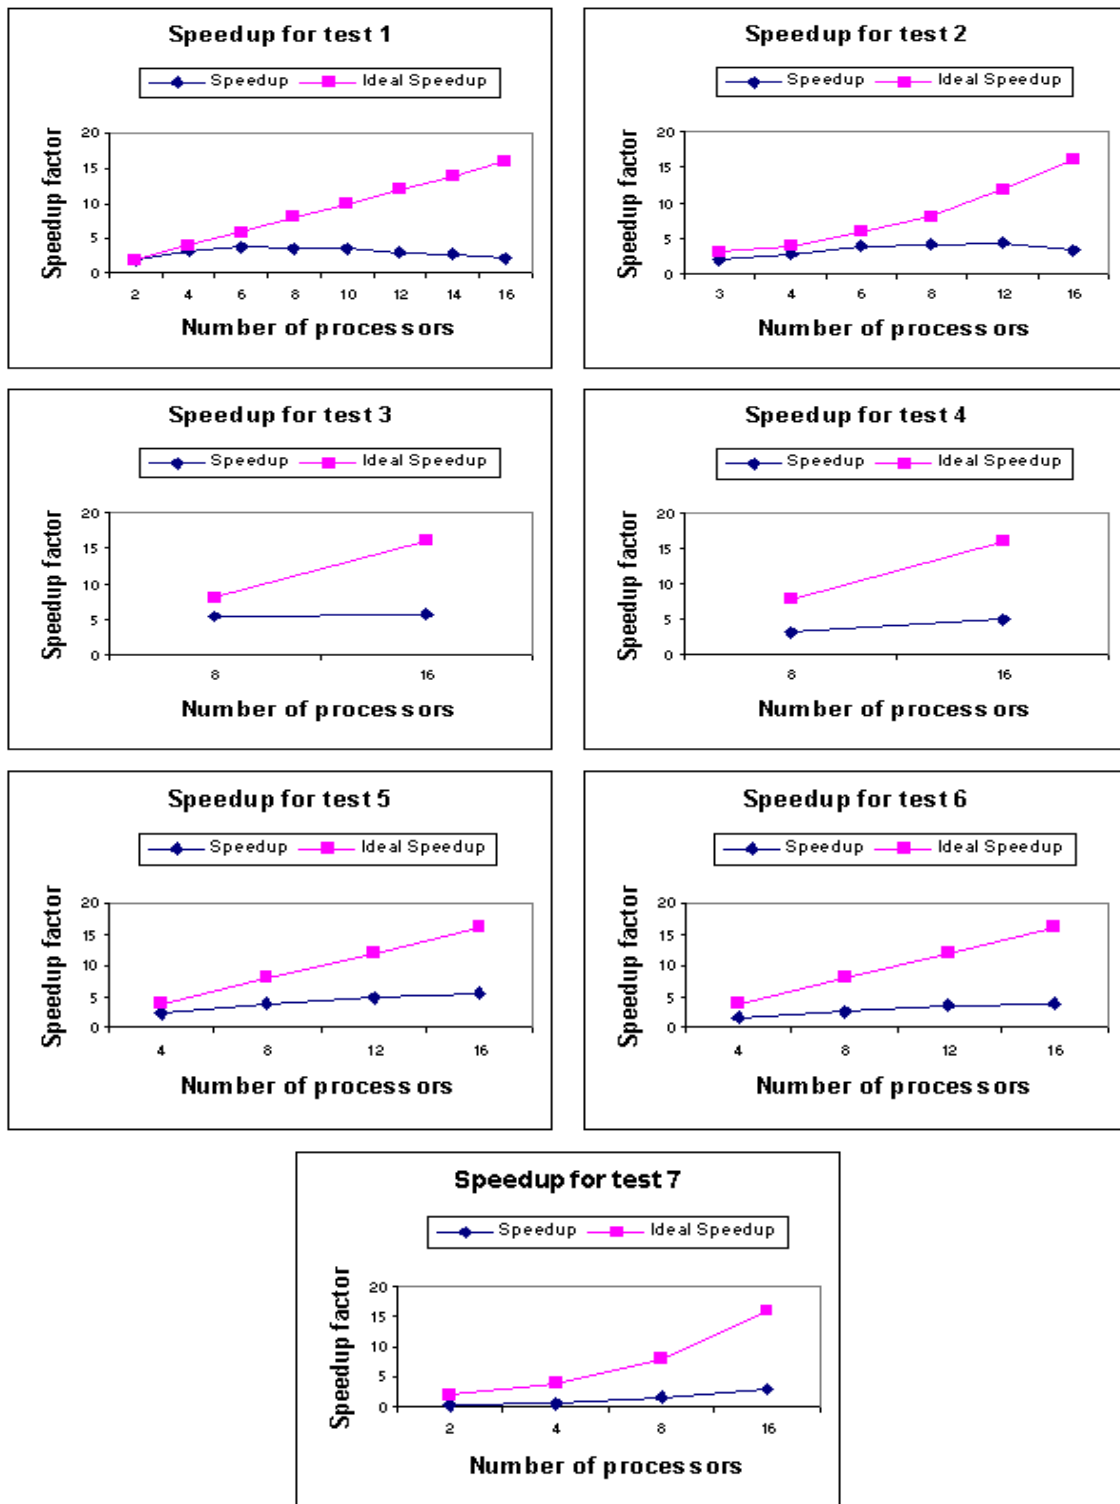 Speedup for test 1
Speedup Ideal Speedup
Speedup factor
20
15
10
5
0
2 4 6 8 10 12 14 16
Number of processors
Speedup for test 2
Speedup Ideal Speedup
Speedup factor
20
15
10
5
0
3 4 6 8 12 16
Number of processors
Speedup for test 3
Speedup Ideal Speedup
Speedup factor
20
15
10
5
0
8 16
Number of processors
Speedup for test 4
Speedup Ideal Speedup
Speedup factor
20
15
10
5
0
8 16
Number of processors
Speedup for test 5
Speedup Ideal Speedup
Speedup factor
20
15
10
5
0
4 8 12 16
Number of processors
Speedup for test 6
Speedup Ideal Speedup
Speedup factor
20
15
10
5
0
4 8 12 16
Number of processors
Speedup for test 7
Speedup Ideal Speedup
Speedup factor
20
15
10
5
0
2 4 8 16
Number of processors